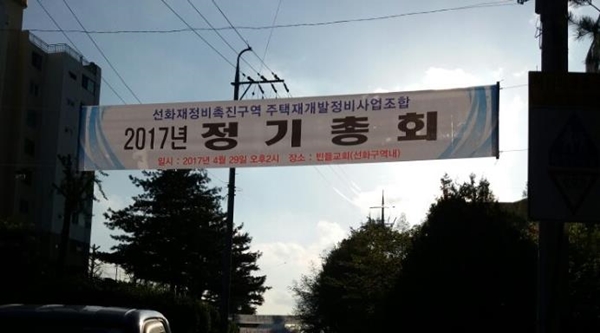 선화재정비촉진구역 주택재개발정비사업조합
2017년 정기총회
일시 : 2017년 4월 29일 오후2시 장소 : 빈들교회(선화구역내)